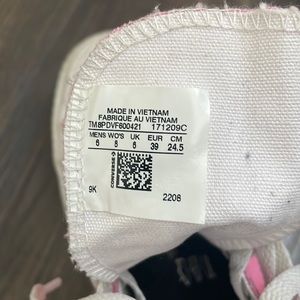 MADE IN VIETNAM
FABRIQUE AU VIETNAM
TM8PDVF600421 171209C
MENS WO'S UK EUR CM
6 8 6 39 24.5
CONVERSE
9K 2206